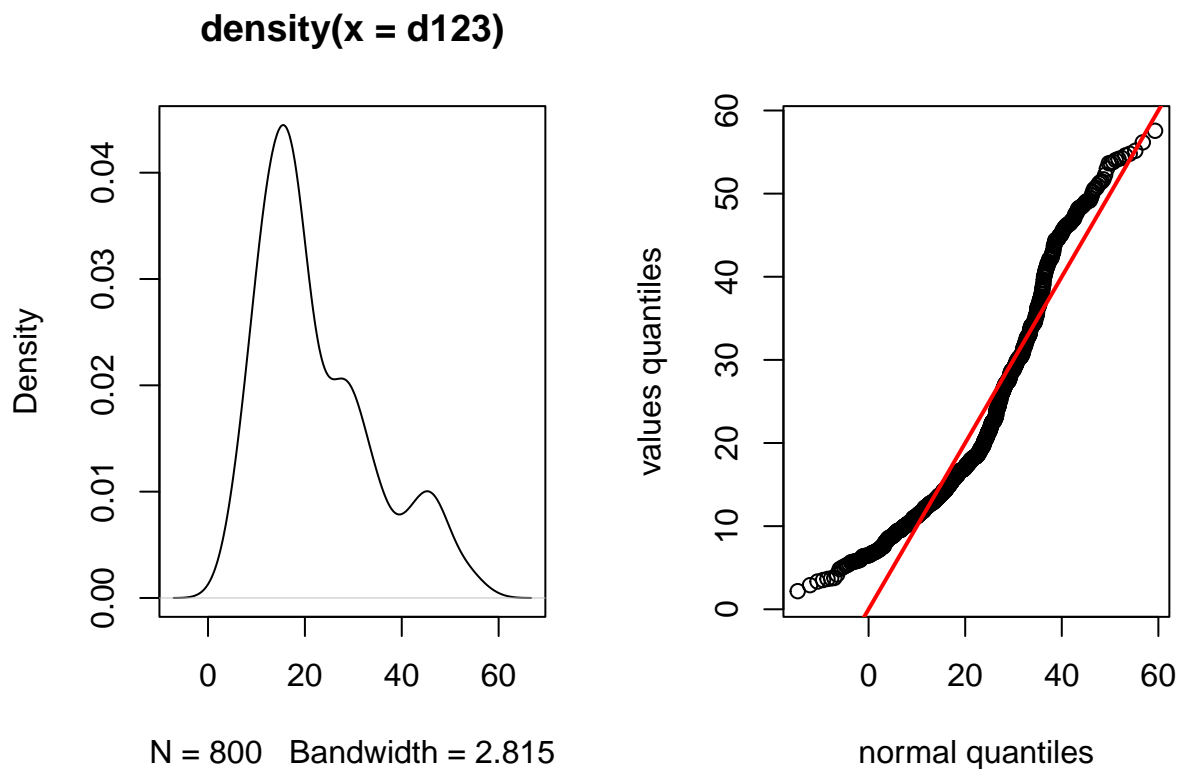 density(x = d123)
Density
0.00
0.01
0.02
0.03
0.04
0 20 40 60
N = 800 Bandwidth = 2.815
values quantiles
0
10
20
30
40
50
60
0 20 40 60
normal quantiles